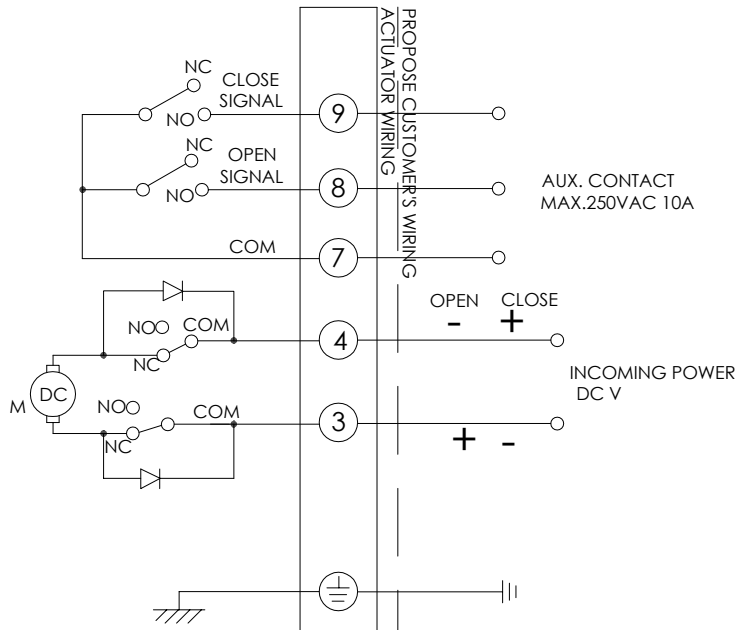 NC
CLOSE
SIGNAL
NO
9
NC
OPEN
SIGNAL
NO
8
COM
7
PROPOSE CUSTOMER'S WIRING
ACTUATOR WIRING
AUX. CONTACT
MAX.250VAC 10A
OPEN CLOSE
- +
NO
COM
NC
4
INCOMING POWER
DC V
M
DC
NO
COM
NC
3
+ -